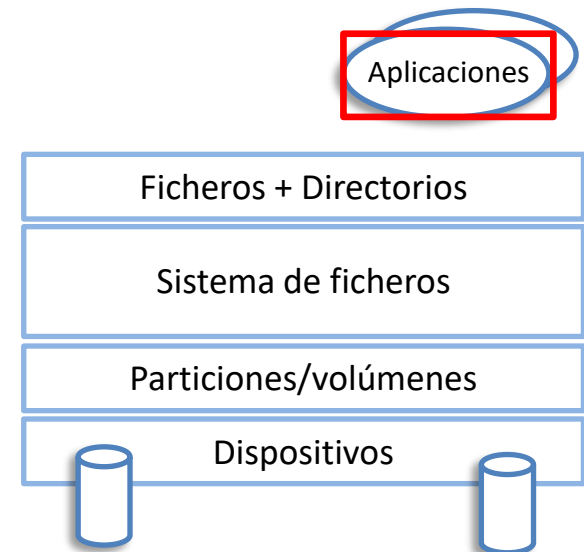 Aplicaciones
Ficheros + Directorios
Sistema de ficheros
Particiones/volúmenes
Dispositivos